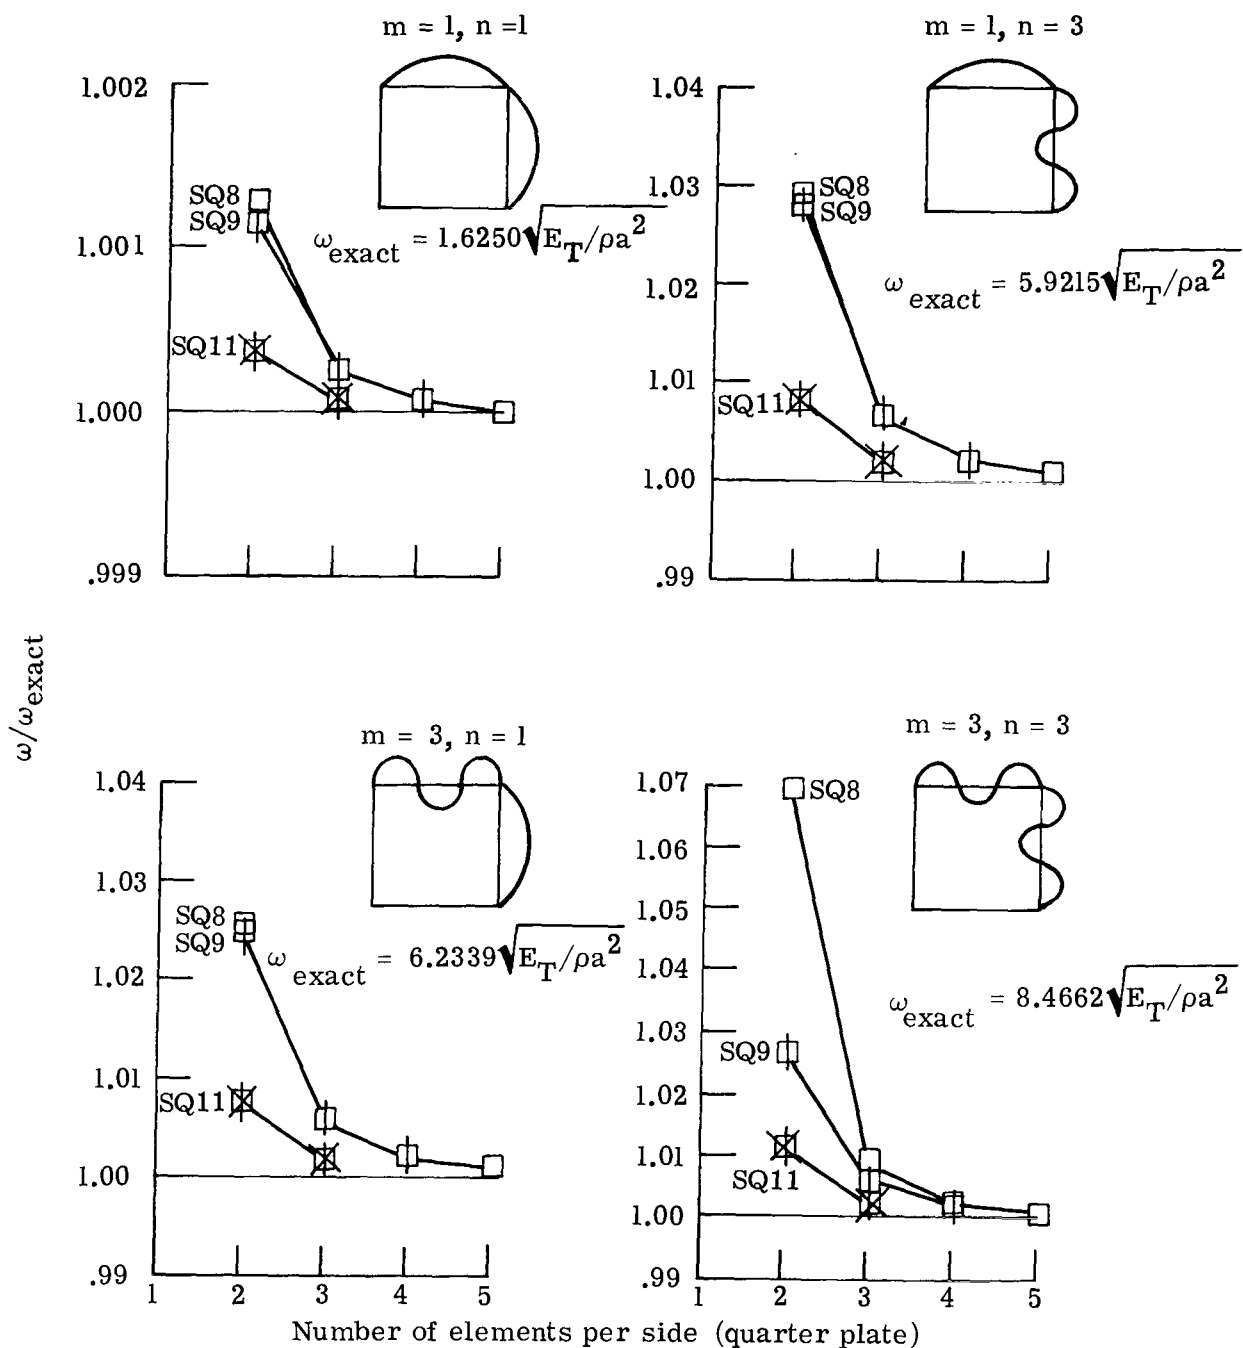 m = 1, n =1
1.002
SQ8
SQ9
1.001
ω_exact = 1.6250√E_T/ρa²
SQ11
1.000
.999
m = 1, n = 3
1.04
1.03
SQ8
SQ9
1.02
ω_exact = 5.9215√E_T/ρa²
1.01
SQ11
1.00
.99
ω/ω_exact
m = 3, n = 1
1.04
1.03
SQ8
SQ9
ω_exact = 6.2339√E_T/ρa²
1.02
1.01
SQ11
1.00
.99
1 2 3 4 5
m = 3, n = 3
1.07
SQ8
1.06
1.05
1.04
ω_exact = 8.4662√E_T/ρa²
1.03
SQ9
1.02
1.01
SQ11
1.00
.99
1 2 3 4 5
Number of elements per side (quarter plate)